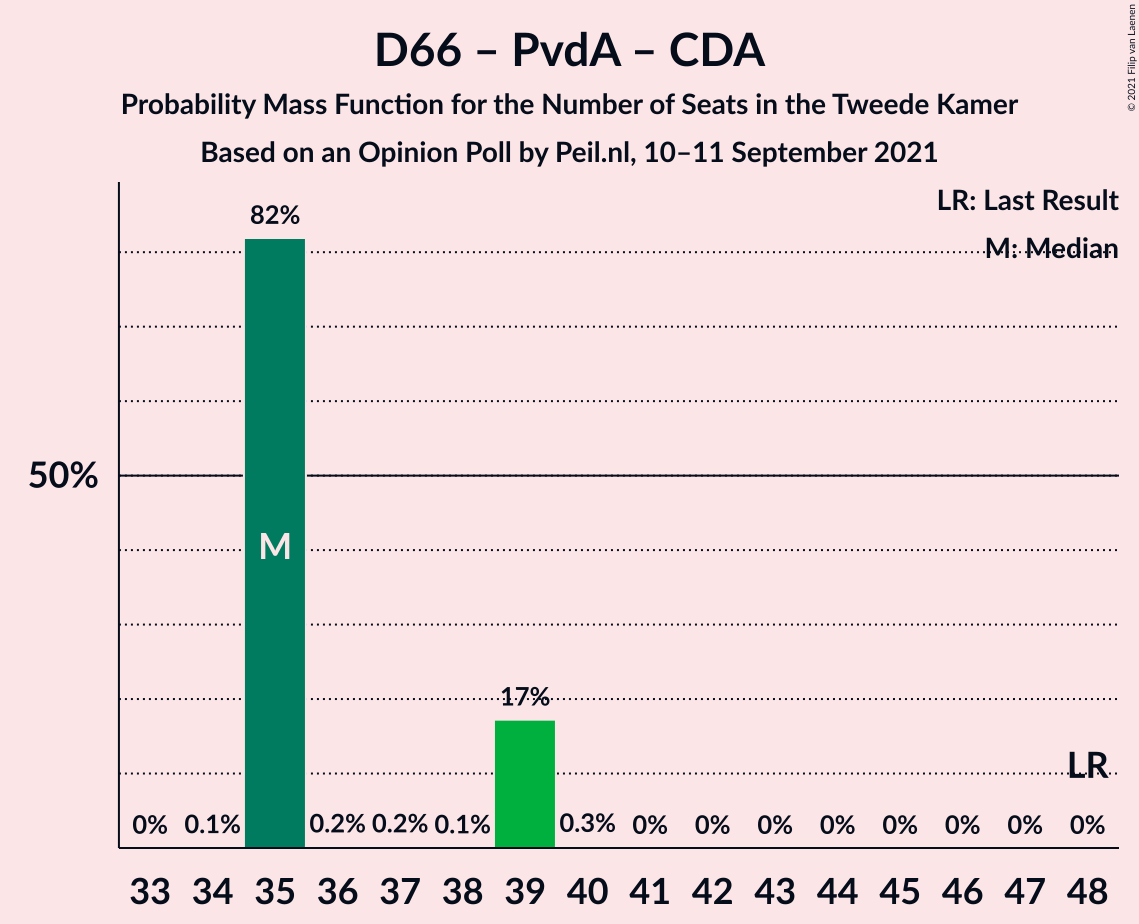 D66 – PvdA – CDA
Probability Mass Function for the Number of Seats in the Tweede Kamer
Based on an Opinion Poll by Peil.nl, 10–11 September 2021
© 2021 Filip van Laenen
LR: Last Result
M: Median
82%
50%
M
17%
LR
0% 0.1% 0.2% 0.2% 0.1% 0.3% 0% 0% 0% 0% 0% 0% 0% 0%
33 34 35 36 37 38 39 40 41 42 43 44 45 46 47 48